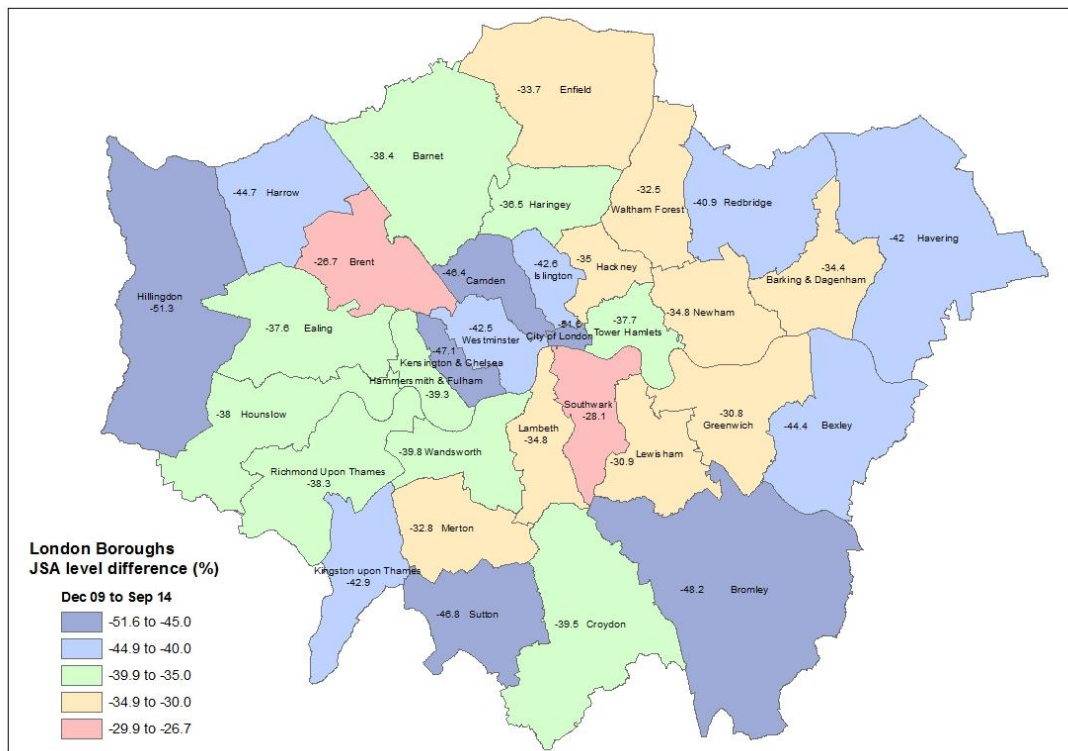 -33.7 Enfield
-38.4 Barnet
-44.7 Harrow
-36.5 Haringey
-32.5
Waltham Forest
-40.9 Redbridge
-42 Havering
-26.7 Brent
-46.4
Camden
-42.6
Islington
-35
Hackney
-34.4
Barking & Dagenham
Hillingdon
-51.3
-37.6 Ealing
-42.5
Westminster
-51.6
City of London
-37.7
Tower Hamlets
-34.8 Newham
-47.1
Kensington & Chelsea
Hammersmith & Fulham
-39.3
-38 Hounslow
Southwark
-28.1
-30.8
Greenwich
-44.4 Bexley
Lambeth
-34.8
-39.8 Wandsworth
Lewisham
-30.9
Richmond Upon Thames
-38.3
-32.8 Merton
Kingston upon Thames
-42.9
-46.8 Sutton
-39.5 Croydon
-48.2 Bromley
London Boroughs
JSA level difference (%)
Dec 09 to Sep 14
-51.6 to -45.0
-44.9 to -40.0
-39.9 to -35.0
-34.9 to -30.0
-29.9 to -26.7